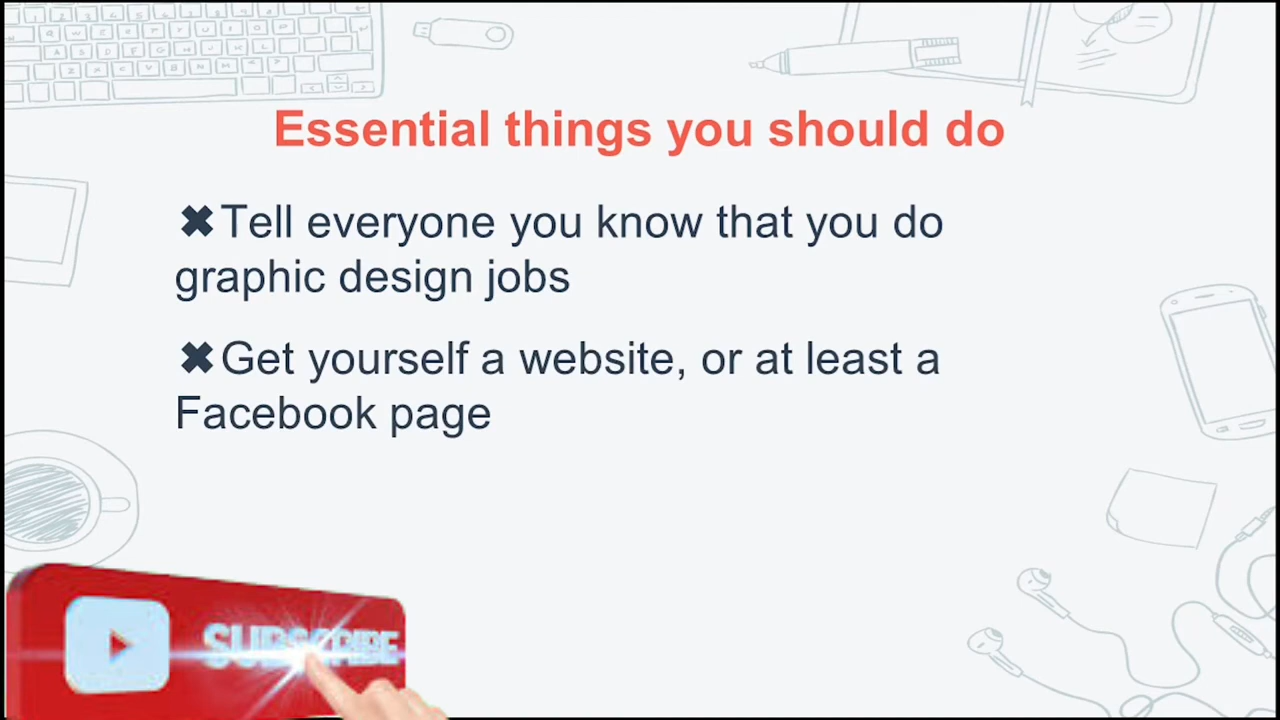 Essential things you should do
✖Tell everyone you know that you do
graphic design jobs
✖Get yourself a website, or at least a
Facebook page
SUBSCRIBE